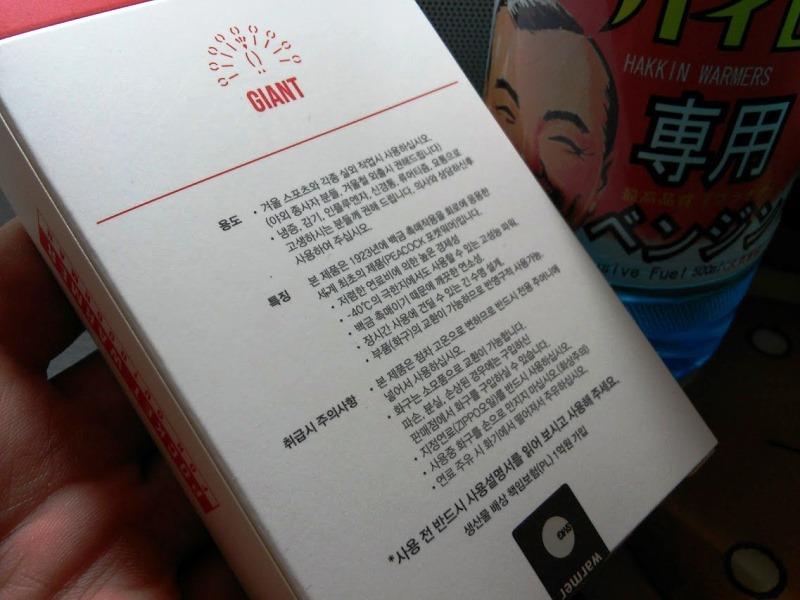 GIANT
용도
• 겨울 스포츠와 각종 실외 작업시 사용하십시오.
(야외 종사자 분들, 겨울철 외출시 권해드립니다)
• 냉증, 감기, 인플루엔자, 신경통, 류머티즘, 요통으로
고생하시는 분들께 권해 드립니다. 의사와 상담하신후
사용하여 주십시오.
특징
본 제품은 1923년에 백금 촉매작용을 최초에 응용한
세계 최초의 제품(PEACOCK 포켓워머)입니다.
• 저렴한 연료비에 의한 높은 경제성
• -40℃의 극한지에서도 사용할 수 있는 고성능 파워.
• 백금 촉매이기 때문에 깨끗한 연소성.
• 장시간 사용에 견딜 수 있는 긴 수명 설계.
• 부품(화구)의 교환이 가능하므로 반영구적 사용가능.
취급시 주의사항
• 본 제품은 점차 고온으로 변하므로 반드시 전용 주머니에
넣어서 사용하십시오.
• 화구는 소모품으로 교환이 가능합니다.
파손, 분실, 손상된 경우에는 구입하신
판매점에서 화구를 구입하실 수 있습니다.
• 지정연료(ZIPPO오일)를 반드시 사용하십시오.
• 사용중 화구를 손으로 만지지 마십시오.(화상주의)
• 연료 주유 시 화기에서 떨어져서 주유하십시오.
*사용 전 반드시 사용설명서를 읽어 보시고 사용해 주세요.
생산물 배상 책임보험(PL) 1억원 가입
warmer
HAKKIN WARMERS
専用
最高品質
ベンジン
Fuel 500ml